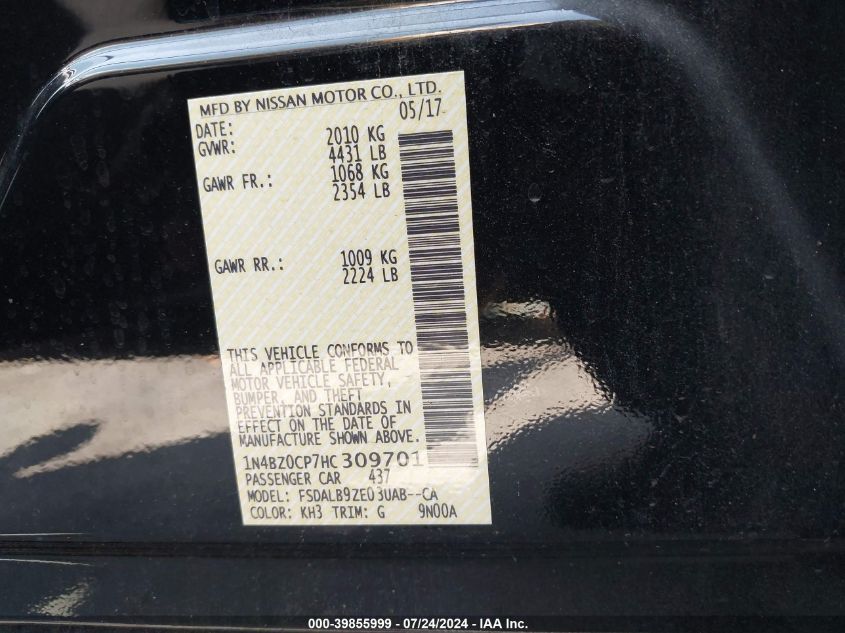 MFD BY NISSAN MOTOR CO., LTD.
DATE: 05/17
GVWR: 2010 KG
4431 LB
GAWR FR.: 1068 KG
2354 LB
GAWR RR.: 1009 KG
2224 LB
THIS VEHICLE CONFORMS TO
ALL APPLICABLE FEDERAL
MOTOR VEHICLE SAFETY,
BUMPER, AND THEFT
PREVENTION STANDARDS IN
EFFECT ON THE DATE OF
MANUFACTURE SHOWN ABOVE.
1N4BZ0CP7HC 309701
PASSENGER CAR 437
MODEL: FSDALB9ZE03UAB--CA
COLOR: KH3 TRIM: G 9N00A
000-39855999 - 07/24/2024 - IAA Inc.